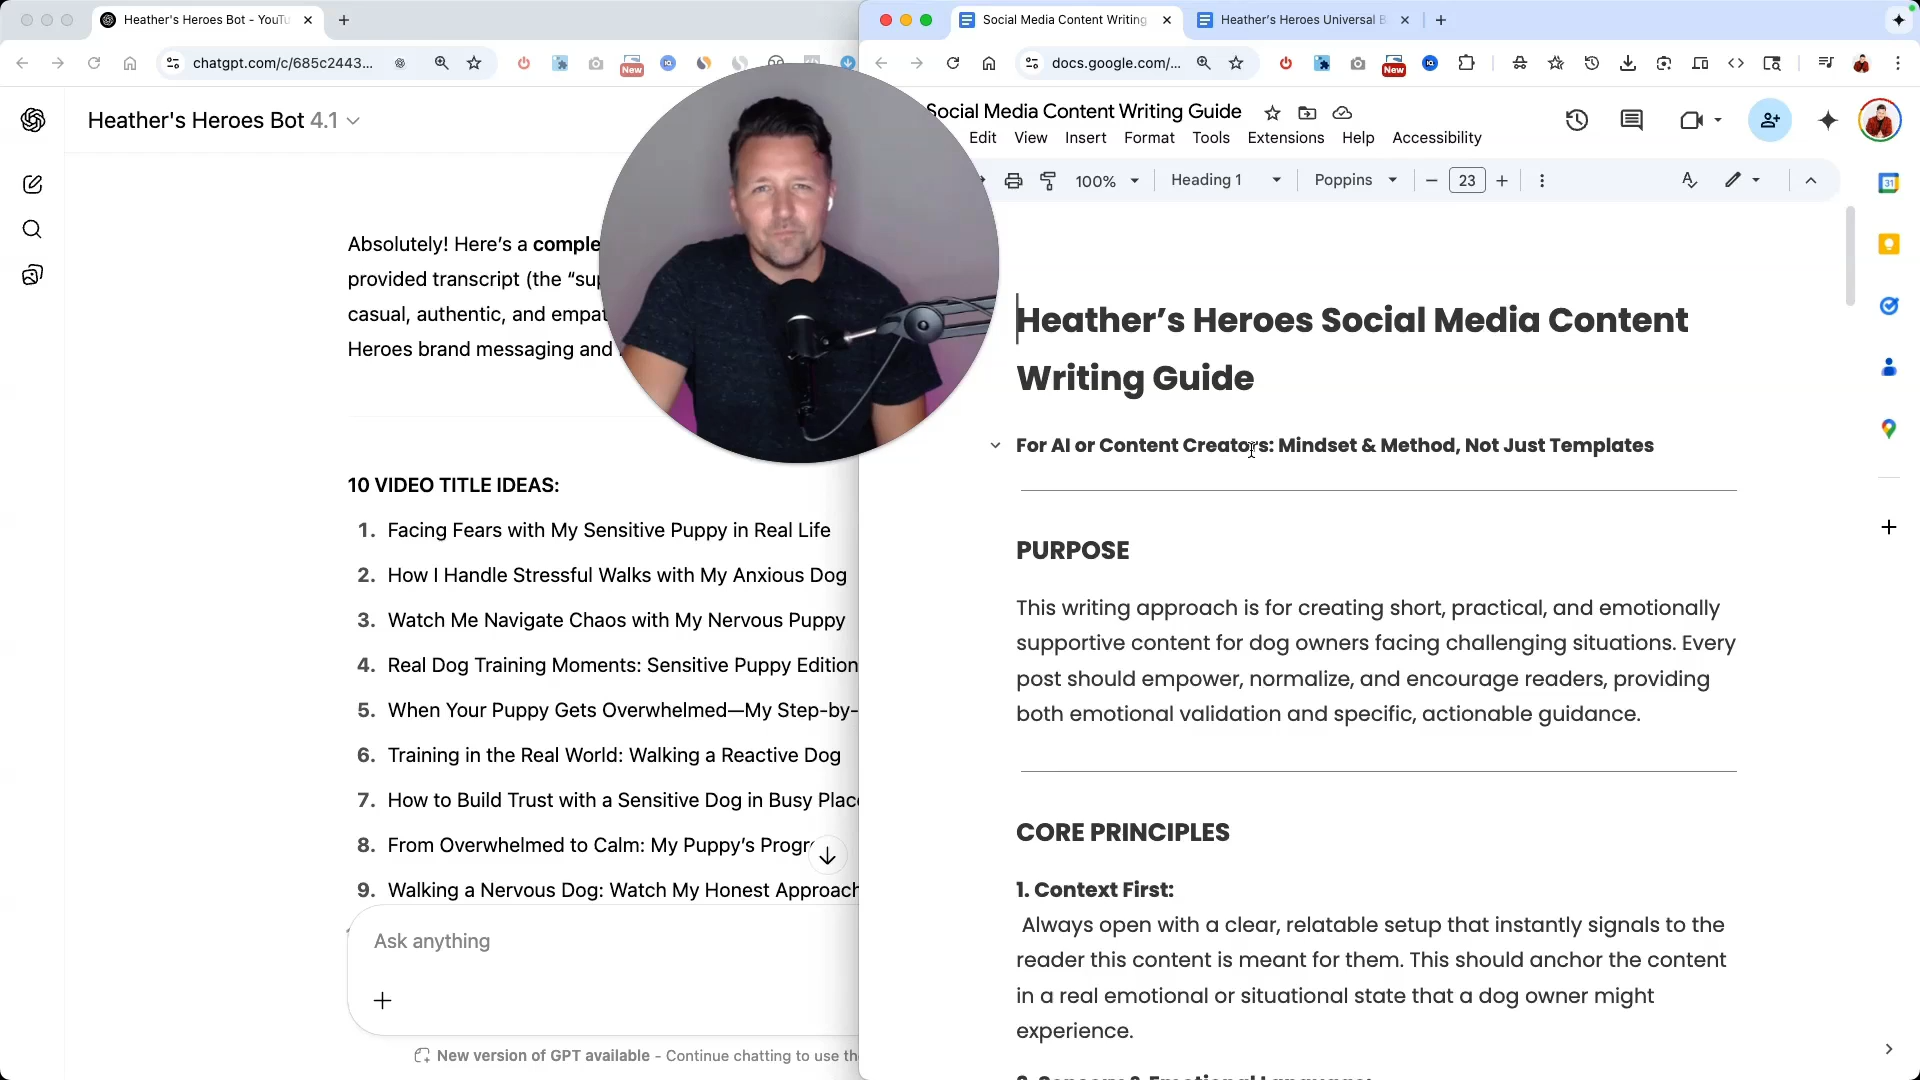 Heather's Heroes Bot - YouTu
chatgpt.com/c/685c2443...
New
Heather's Heroes Bot 4.1
Absolutely! Here's a comple
provided transcript (the "su
casual, authentic, and empat
Heroes brand messaging and
10 VIDEO TITLE IDEAS:
1. Facing Fears with My Sensitive Puppy in Real Life
2. How I Handle Stressful Walks with My Anxious Dog
3. Watch Me Navigate Chaos with My Nervous Puppy
4. Real Dog Training Moments: Sensitive Puppy Edition
5. When Your Puppy Gets Overwhelmed—My Step-by-
6. Training in the Real World: Walking a Reactive Dog
7. How to Build Trust with a Sensitive Dog in Busy Plac
8. From Overwhelmed to Calm: My Puppy's Progr
9. Walking a Nervous Dog: Watch My Honest Approach
Ask anything
New version of GPT available - Continue chatting to use th
Social Media Content Writing
Heather's Heroes Universal B
docs.google.com/...
New
Social Media Content Writing Guide
Edit View Insert Format Tools Extensions Help Accessibility
100% Heading 1 Poppins 23
31
Heather's Heroes Social Media Content
Writing Guide
For AI or Content Creators: Mindset & Method, Not Just Templates
PURPOSE
This writing approach is for creating short, practical, and emotionally
supportive content for dog owners facing challenging situations. Every
post should empower, normalize, and encourage readers, providing
both emotional validation and specific, actionable guidance.
CORE PRINCIPLES
1. Context First:
Always open with a clear, relatable setup that instantly signals to the
reader this content is meant for them. This should anchor the content
in a real emotional or situational state that a dog owner might
experience.